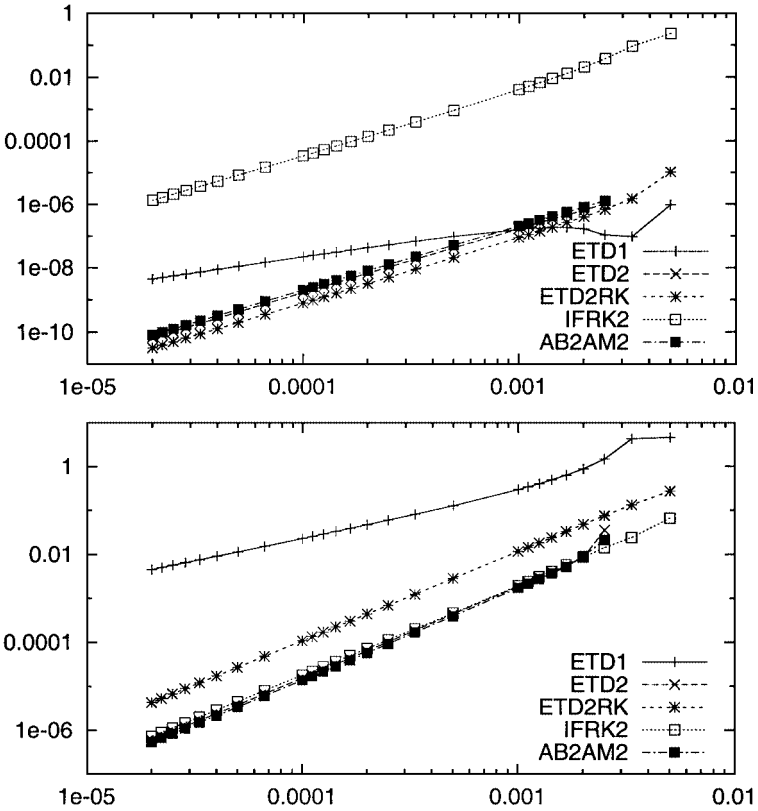 1
0.01
0.0001
1e-06
1e-08
1e-10
ETD1
ETD2
ETD2RK
IFRK2
AB2AM2
1e-05 0.0001 0.001 0.01
1
0.01
0.0001
1e-06
ETD1
ETD2
ETD2RK
IFRK2
AB2AM2
1e-05 0.0001 0.001 0.01